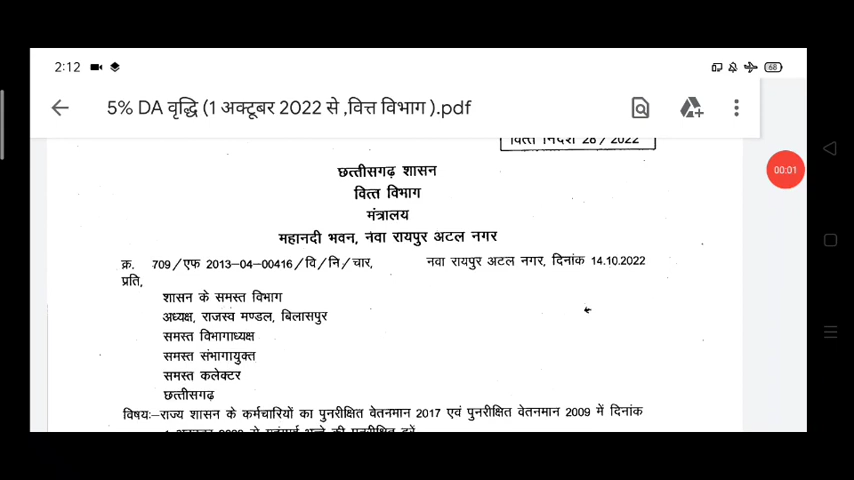 2:12
68
5% DA वृद्धि (1 अक्टूबर 2022 से ,वित्त विभाग ).pdf
00:01
वित्त निर्देश 28/2022
छत्तीसगढ़ शासन
वित्त विभाग
मंत्रालय
महानदी भवन, नवा रायपुर अटल नगर
क्र. 709/एफ 2013-04-00416/वि/नि/चार, नवा रायपुर अटल नगर, दिनांक 14.10.2022
प्रति,
शासन के समस्त विभाग
अध्यक्ष, राजस्व मण्डल, बिलासपुर
समस्त विभागाध्यक्ष
समस्त संभागायुक्त
समस्त कलेक्टर
छत्तीसगढ़
विषयः–राज्य शासन के कर्मचारियों का पुनरीक्षित वेतनमान 2017 एवं पुनरीक्षित वेतनमान 2009 में दिनांक